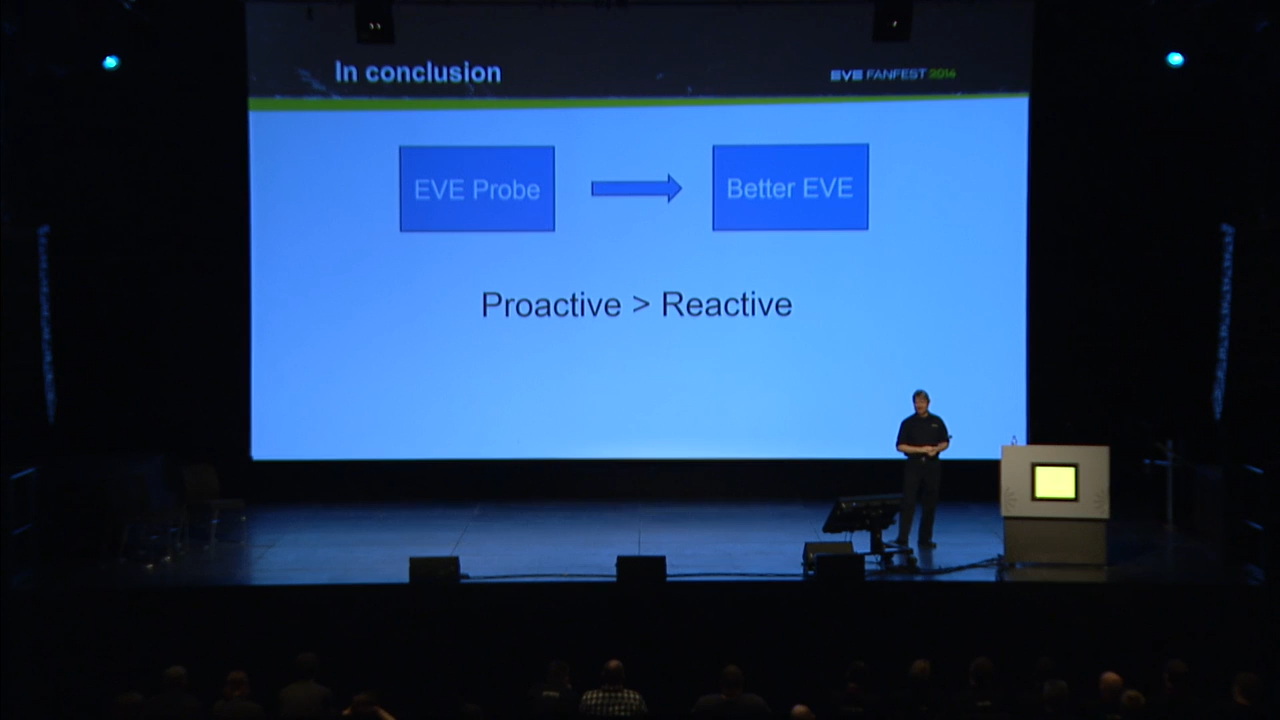 In conclusion
EVE FANFEST 2014
EVE Probe
Better EVE
Proactive > Reactive